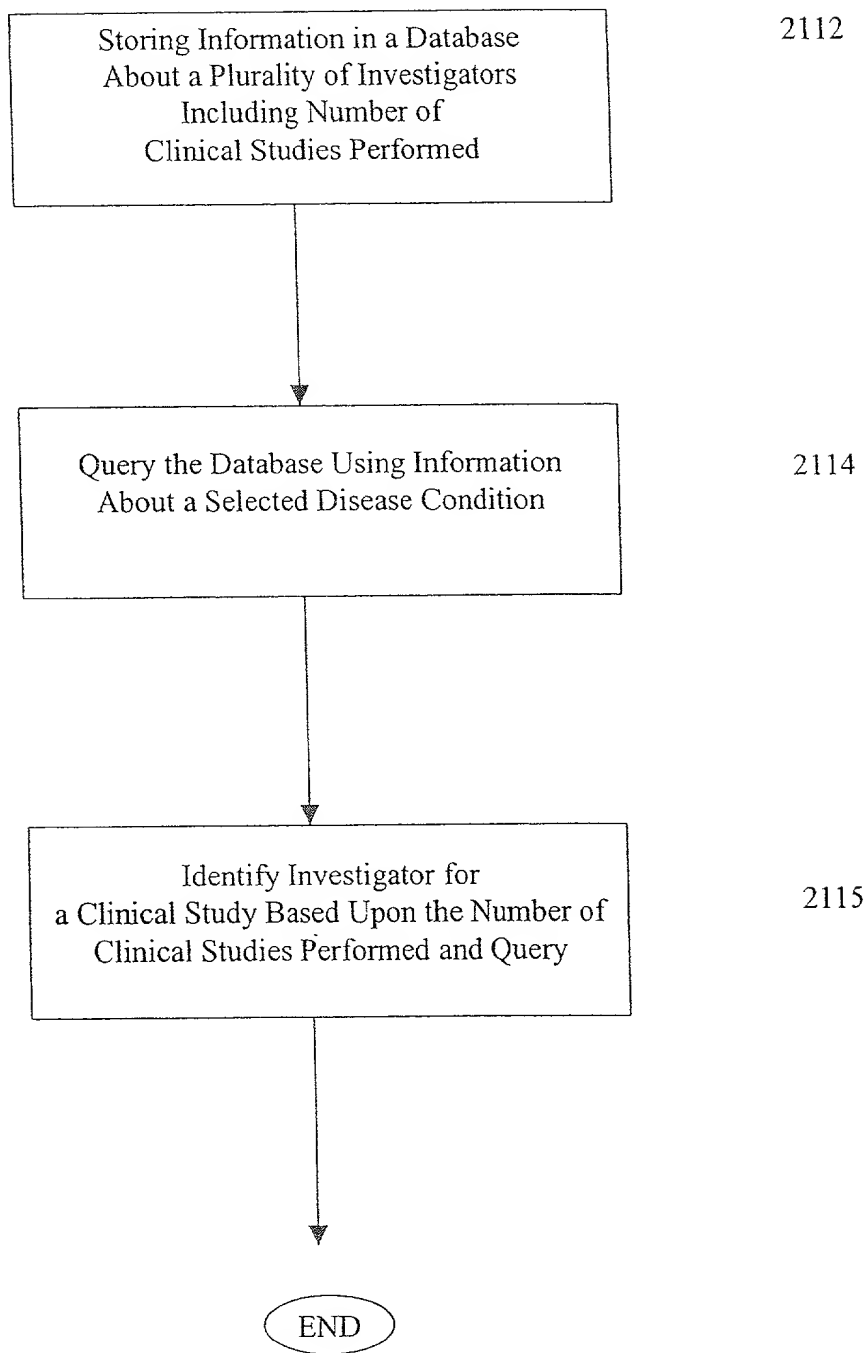 Storing Information in a Database
About a Plurality of Investigators
Including Number of
Clinical Studies Performed
2112
Query the Database Using Information
About a Selected Disease Condition
2114
Identify Investigator for
a Clinical Study Based Upon the Number of
Clinical Studies Performed and Query
2115
END